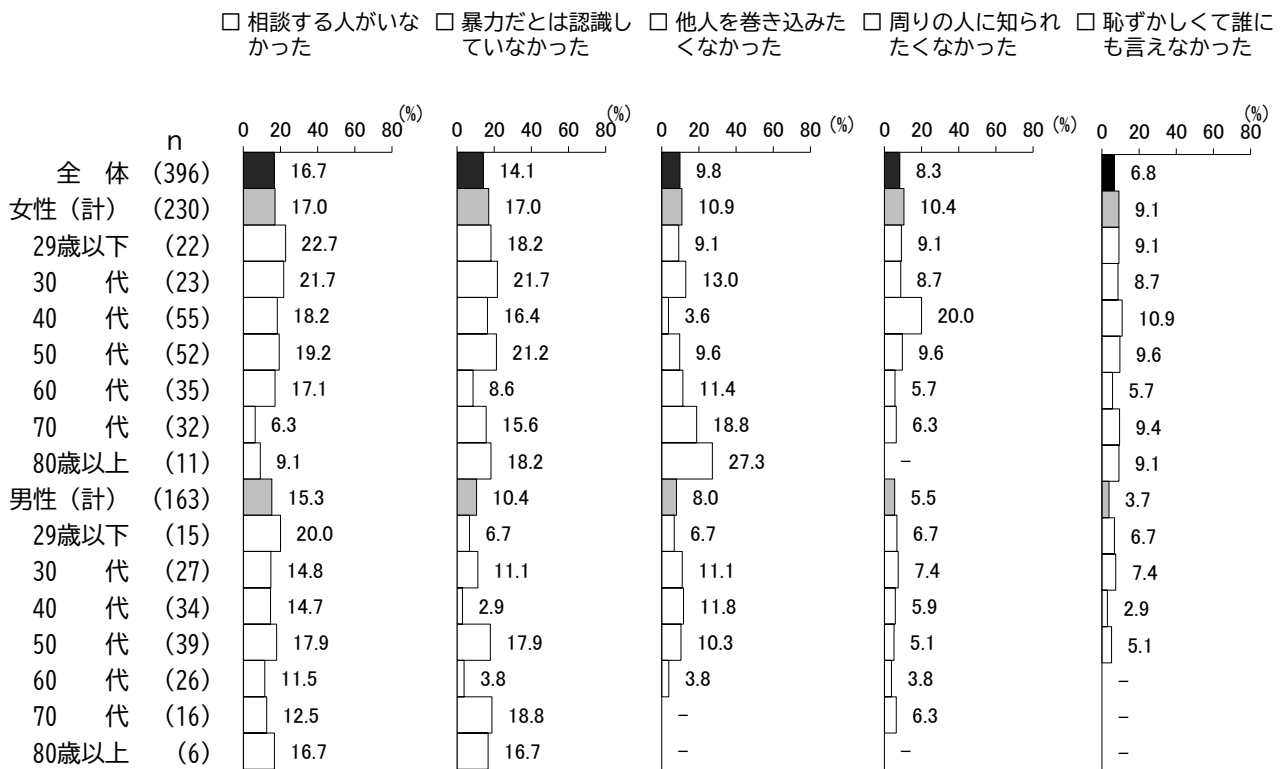 □ 相談する人がいな
かった
□ 暴力だとは認識し
ていなかった
□ 他人を巻き込みた
くなかった
□ 周りの人に知られ
たくなかった
□ 恥ずかしくて誰に
も言えなかった
(%) (%) (%) (%) (%)
n 0 20 40 60 80 0 20 40 60 80 0 20 40 60 80 0 20 40 60 80 0 20 40 60 80
全 体 (396) 16.7 14.1 9.8 8.3 6.8
女性（計） (230) 17.0 17.0 10.9 10.4 9.1
29歳以下 (22) 22.7 18.2 9.1 9.1 9.1
30 代 (23) 21.7 21.7 13.0 8.7 8.7
40 代 (55) 18.2 16.4 3.6 20.0 10.9
50 代 (52) 19.2 21.2 9.6 9.6 9.6
60 代 (35) 17.1 8.6 11.4 5.7 5.7
70 代 (32) 6.3 15.6 18.8 6.3 9.4
80歳以上 (11) 9.1 18.2 27.3 － 9.1
男性（計） (163) 15.3 10.4 8.0 5.5 3.7
29歳以下 (15) 20.0 6.7 6.7 6.7 6.7
30 代 (27) 14.8 11.1 11.1 7.4 7.4
40 代 (34) 14.7 2.9 11.8 5.9 2.9
50 代 (39) 17.9 17.9 10.3 5.1 5.1
60 代 (26) 11.5 3.8 3.8 3.8 －
70 代 (16) 12.5 18.8 － 6.3 －
80歳以上 (6) 16.7 16.7 － － －